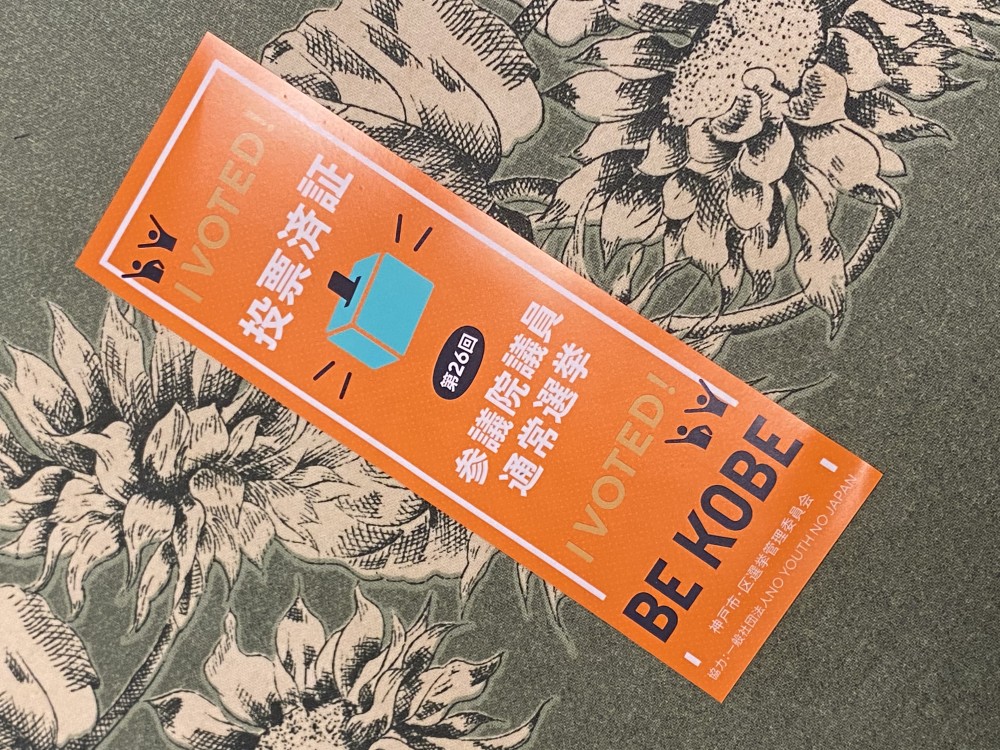 I VOTED!
投票済証
第26回
参議院議員
通常選挙
I VOTED!
BE KOBE
神戸市・区選挙管理委員会
協力:一般社団法人NO YOUTH NO JAPAN